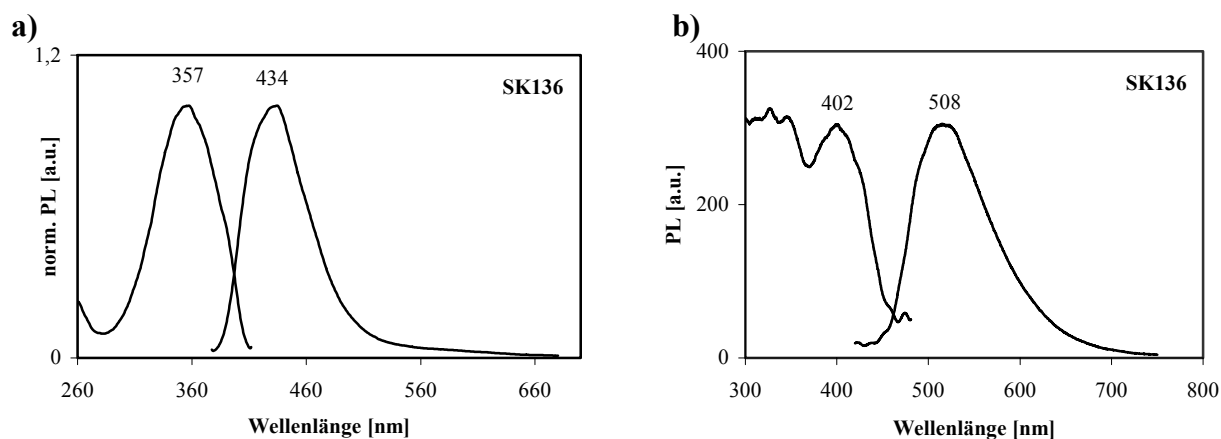 a)
1,2
357 434
SK136
norm. PL [a.u.]
0
260 360 460 560 660
Wellenlänge [nm]
b)
400
402 508
SK136
PL [a.u.]
200
0
300 400 500 600 700 800
Wellenlänge [nm]